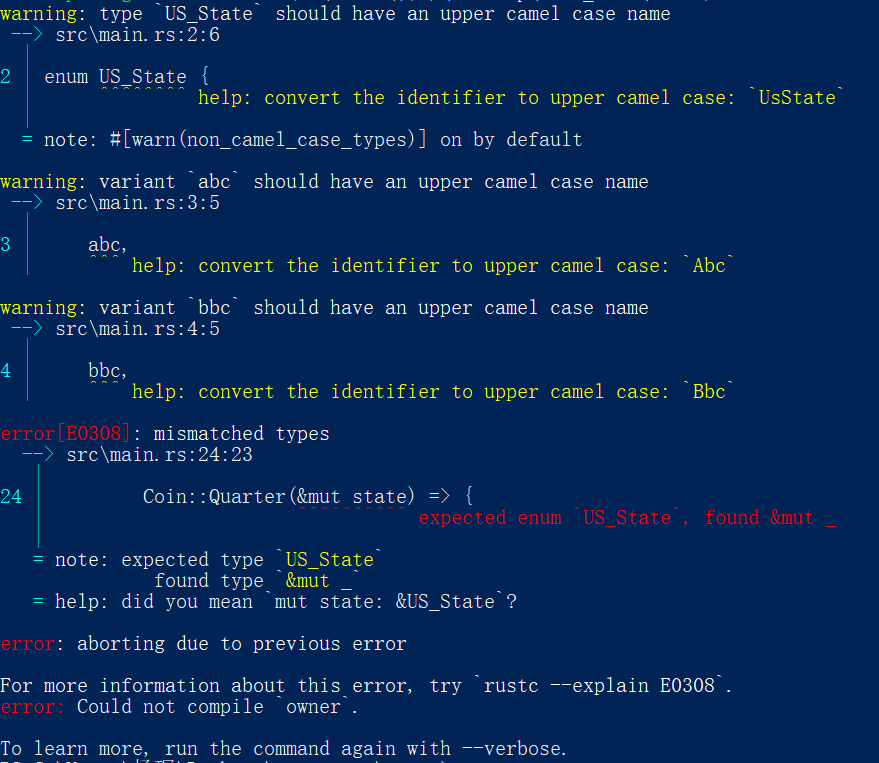 warning: type `US_State` should have an upper camel case name
--> src\main.rs:2:6
2 enum US_State {
help: convert the identifier to upper camel case: `UsState`
= note: #[warn(non_camel_case_types)] on by default
warning: variant `abc` should have an upper camel case name
--> src\main.rs:3:5
3 abc,
^^^ help: convert the identifier to upper camel case: `Abc`
warning: variant `bbc` should have an upper camel case name
--> src\main.rs:4:5
4 bbc,
^^^ help: convert the identifier to upper camel case: `Bbc`
error[E0308]: mismatched types
--> src\main.rs:24:23
24 Coin::Quarter(&mut state) => {
expected enum `US_State`, found &mut _
= note: expected type `US_State`
found type `&mut _`
= help: did you mean `mut state: &US_State`?
error: aborting due to previous error
For more information about this error, try `rustc --explain E0308`.
error: Could not compile `owner`.
To learn more, run the command again with --verbose.